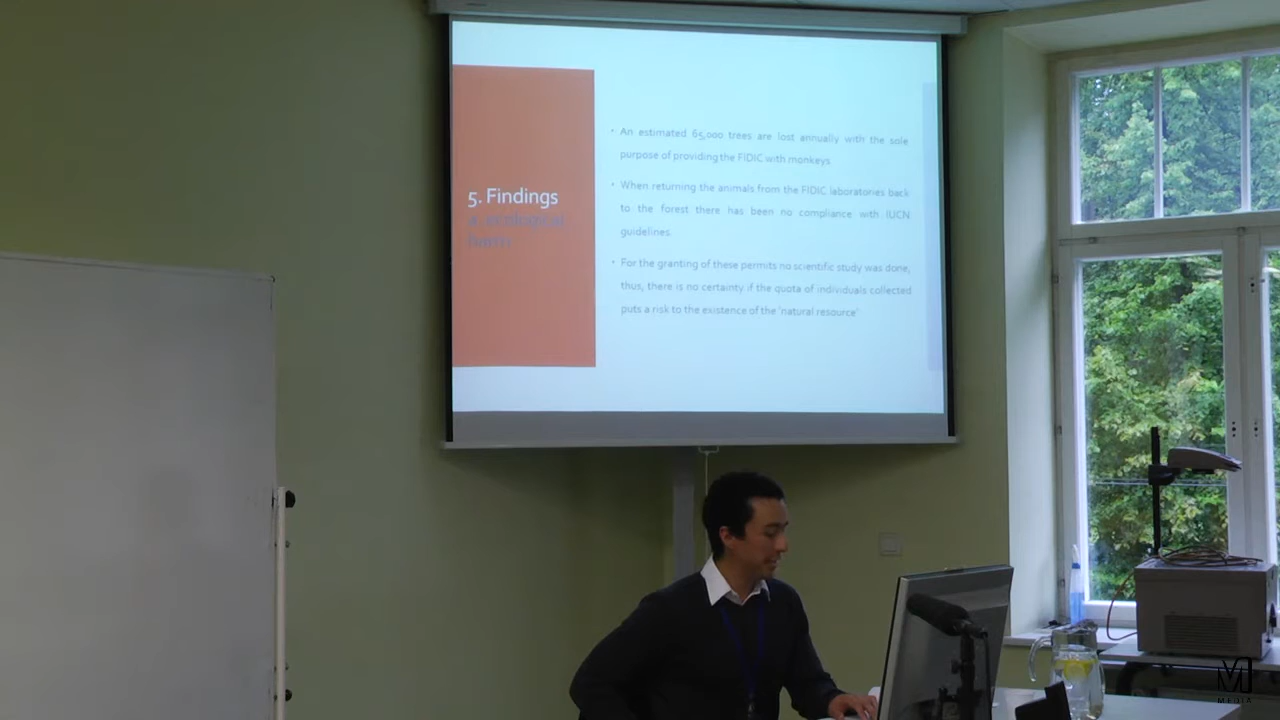 5. Findings
a. ecological
harm
· An estimated 65,000 trees are lost annually with the sole
purpose of providing the FIDIC with monkeys.
· When returning the animals from the FIDIC laboratories back
to the forest there has been no compliance with IUCN
guidelines.
· For the granting of these permits no scientific study was done,
thus, there is no certainty if the quota of individuals collected
puts a risk to the existence of the 'natural resource'
M
MEDIA